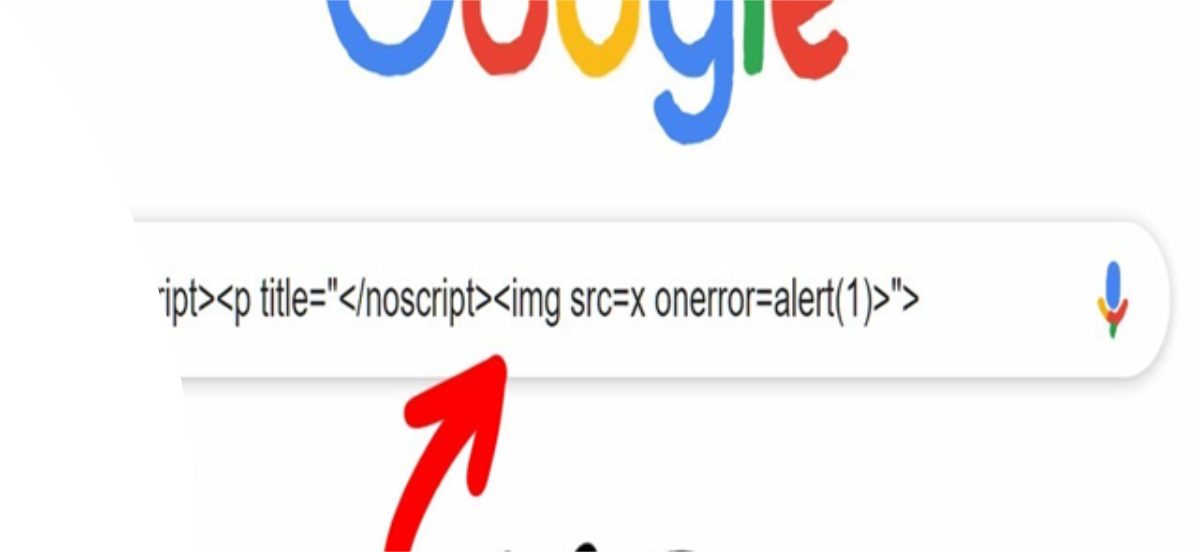 Google
ript><p title="</noscript><img src=x onerror=alert(1)>">